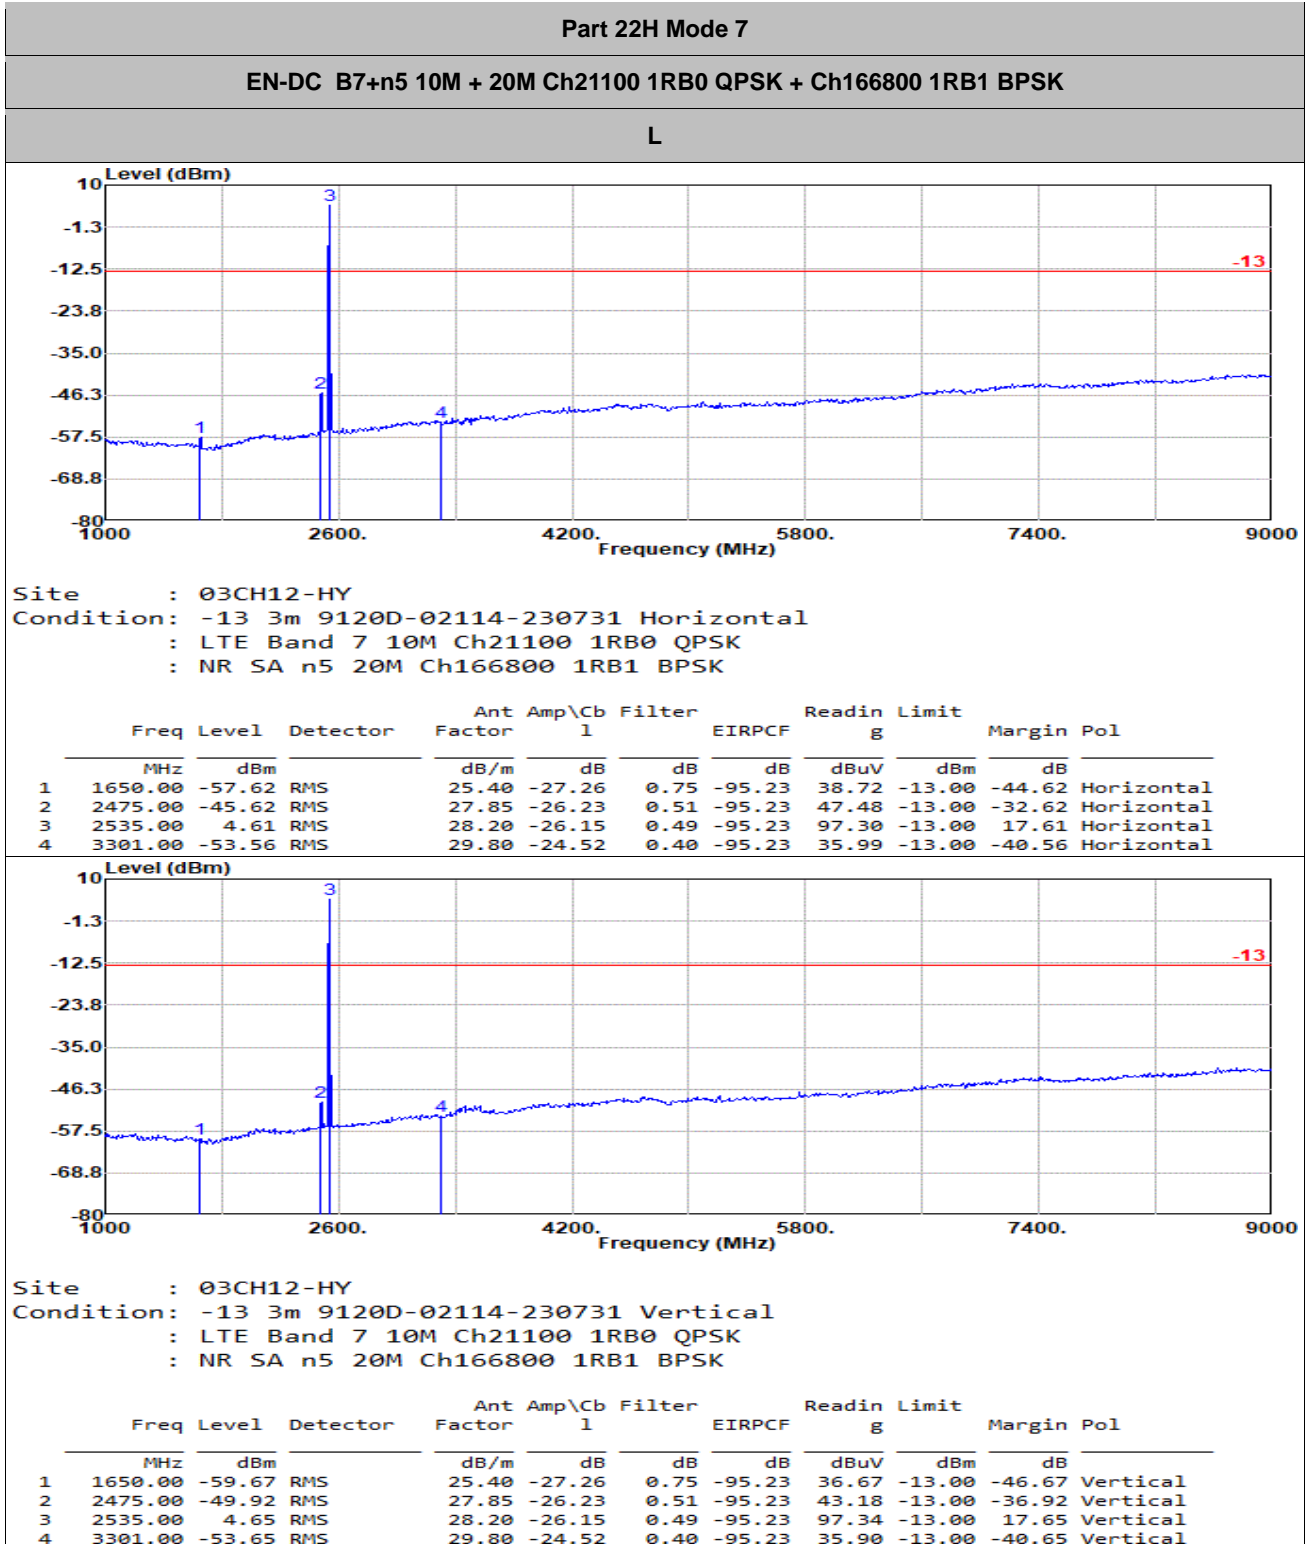 Part 22H Mode 7
EN-DC B7+n5 10M + 20M Ch21100 1RB0 QPSK + Ch166800 1RB1 BPSK
L
Level (dBm)
10
-1.3
-12.5
-23.8
-35.0
-46.3
-57.5
-68.8
-80
3
2
1
4
-13
1000 2600. 4200. 5800. 7400. 9000
Frequency (MHz)
Site : 03CH12-HY
Condition: -13 3m 9120D-02114-230731 Horizontal
: LTE Band 7 10M Ch21100 1RB0 QPSK
: NR SA n5 20M Ch166800 1RB1 BPSK
Ant Amp\Cb Filter Readin Limit
Freq Level Detector Factor l EIRPCF g Margin Pol
MHz dBm dB/m dB dB dB dBuV dBm dB
1 1650.00 -57.62 RMS 25.40 -27.26 0.75 -95.23 38.72 -13.00 -44.62 Horizontal
2 2475.00 -45.62 RMS 27.85 -26.23 0.51 -95.23 47.48 -13.00 -32.62 Horizontal
3 2535.00 4.61 RMS 28.20 -26.15 0.49 -95.23 97.30 -13.00 17.61 Horizontal
4 3301.00 -53.56 RMS 29.80 -24.52 0.40 -95.23 35.99 -13.00 -40.56 Horizontal
Level (dBm)
10
-1.3
-12.5
-23.8
-35.0
-46.3
-57.5
-68.8
-80
3
2
1
4
-13
1000 2600. 4200. 5800. 7400. 9000
Frequency (MHz)
Site : 03CH12-HY
Condition: -13 3m 9120D-02114-230731 Vertical
: LTE Band 7 10M Ch21100 1RB0 QPSK
: NR SA n5 20M Ch166800 1RB1 BPSK
Ant Amp\Cb Filter Readin Limit
Freq Level Detector Factor l EIRPCF g Margin Pol
MHz dBm dB/m dB dB dB dBuV dBm dB
1 1650.00 -59.67 RMS 25.40 -27.26 0.75 -95.23 36.67 -13.00 -46.67 Vertical
2 2475.00 -49.92 RMS 27.85 -26.23 0.51 -95.23 43.18 -13.00 -36.92 Vertical
3 2535.00 4.65 RMS 28.20 -26.15 0.49 -95.23 97.34 -13.00 17.65 Vertical
4 3301.00 -53.65 RMS 29.80 -24.52 0.40 -95.23 35.90 -13.00 -40.65 Vertical